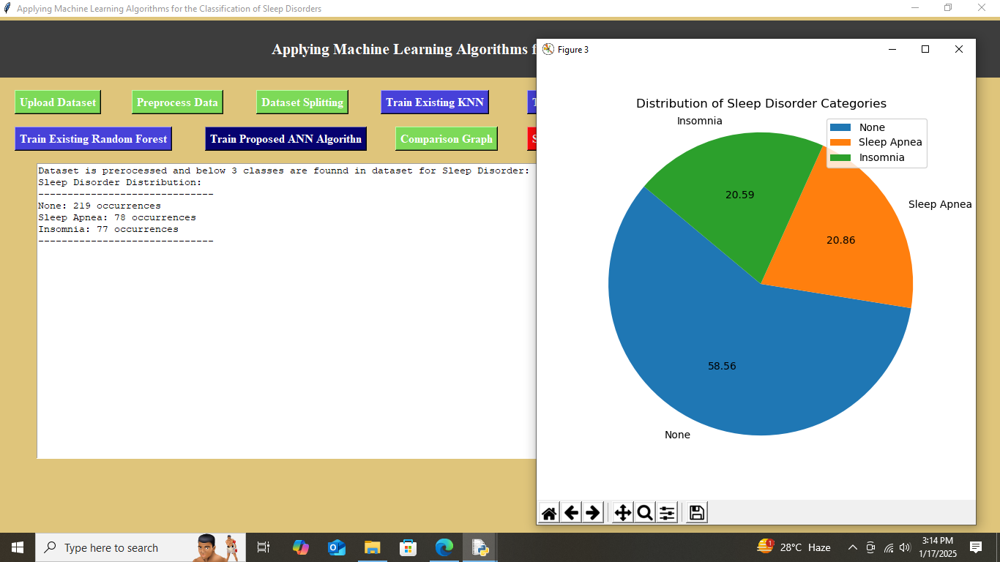 Applying Machine Learning Algorithms for the Classification of Sleep Disorders
Applying Machine Learning Algorithms f
Upload Dataset
Preprocess Data
Dataset Splitting
Train Existing KNN
T
Train Existing Random Forest
Train Proposed ANN Algorithn
Comparison Graph
S
Dataset is prerocessed and below 3 classes are founnd in dataset for Sleep Disorder:
Sleep Disorder Distribution:
------------------------------
None: 219 occurrences
Sleep Apnea: 78 occurrences
Insomnia: 77 occurrences
------------------------------
Figure 3
Distribution of Sleep Disorder Categories
Insomnia
None
Sleep Apnea
Insomnia
20.59
Sleep Apnea
20.86
58.56
None
Type here to search
1
28°C Haze
3:14 PM
1/17/2025